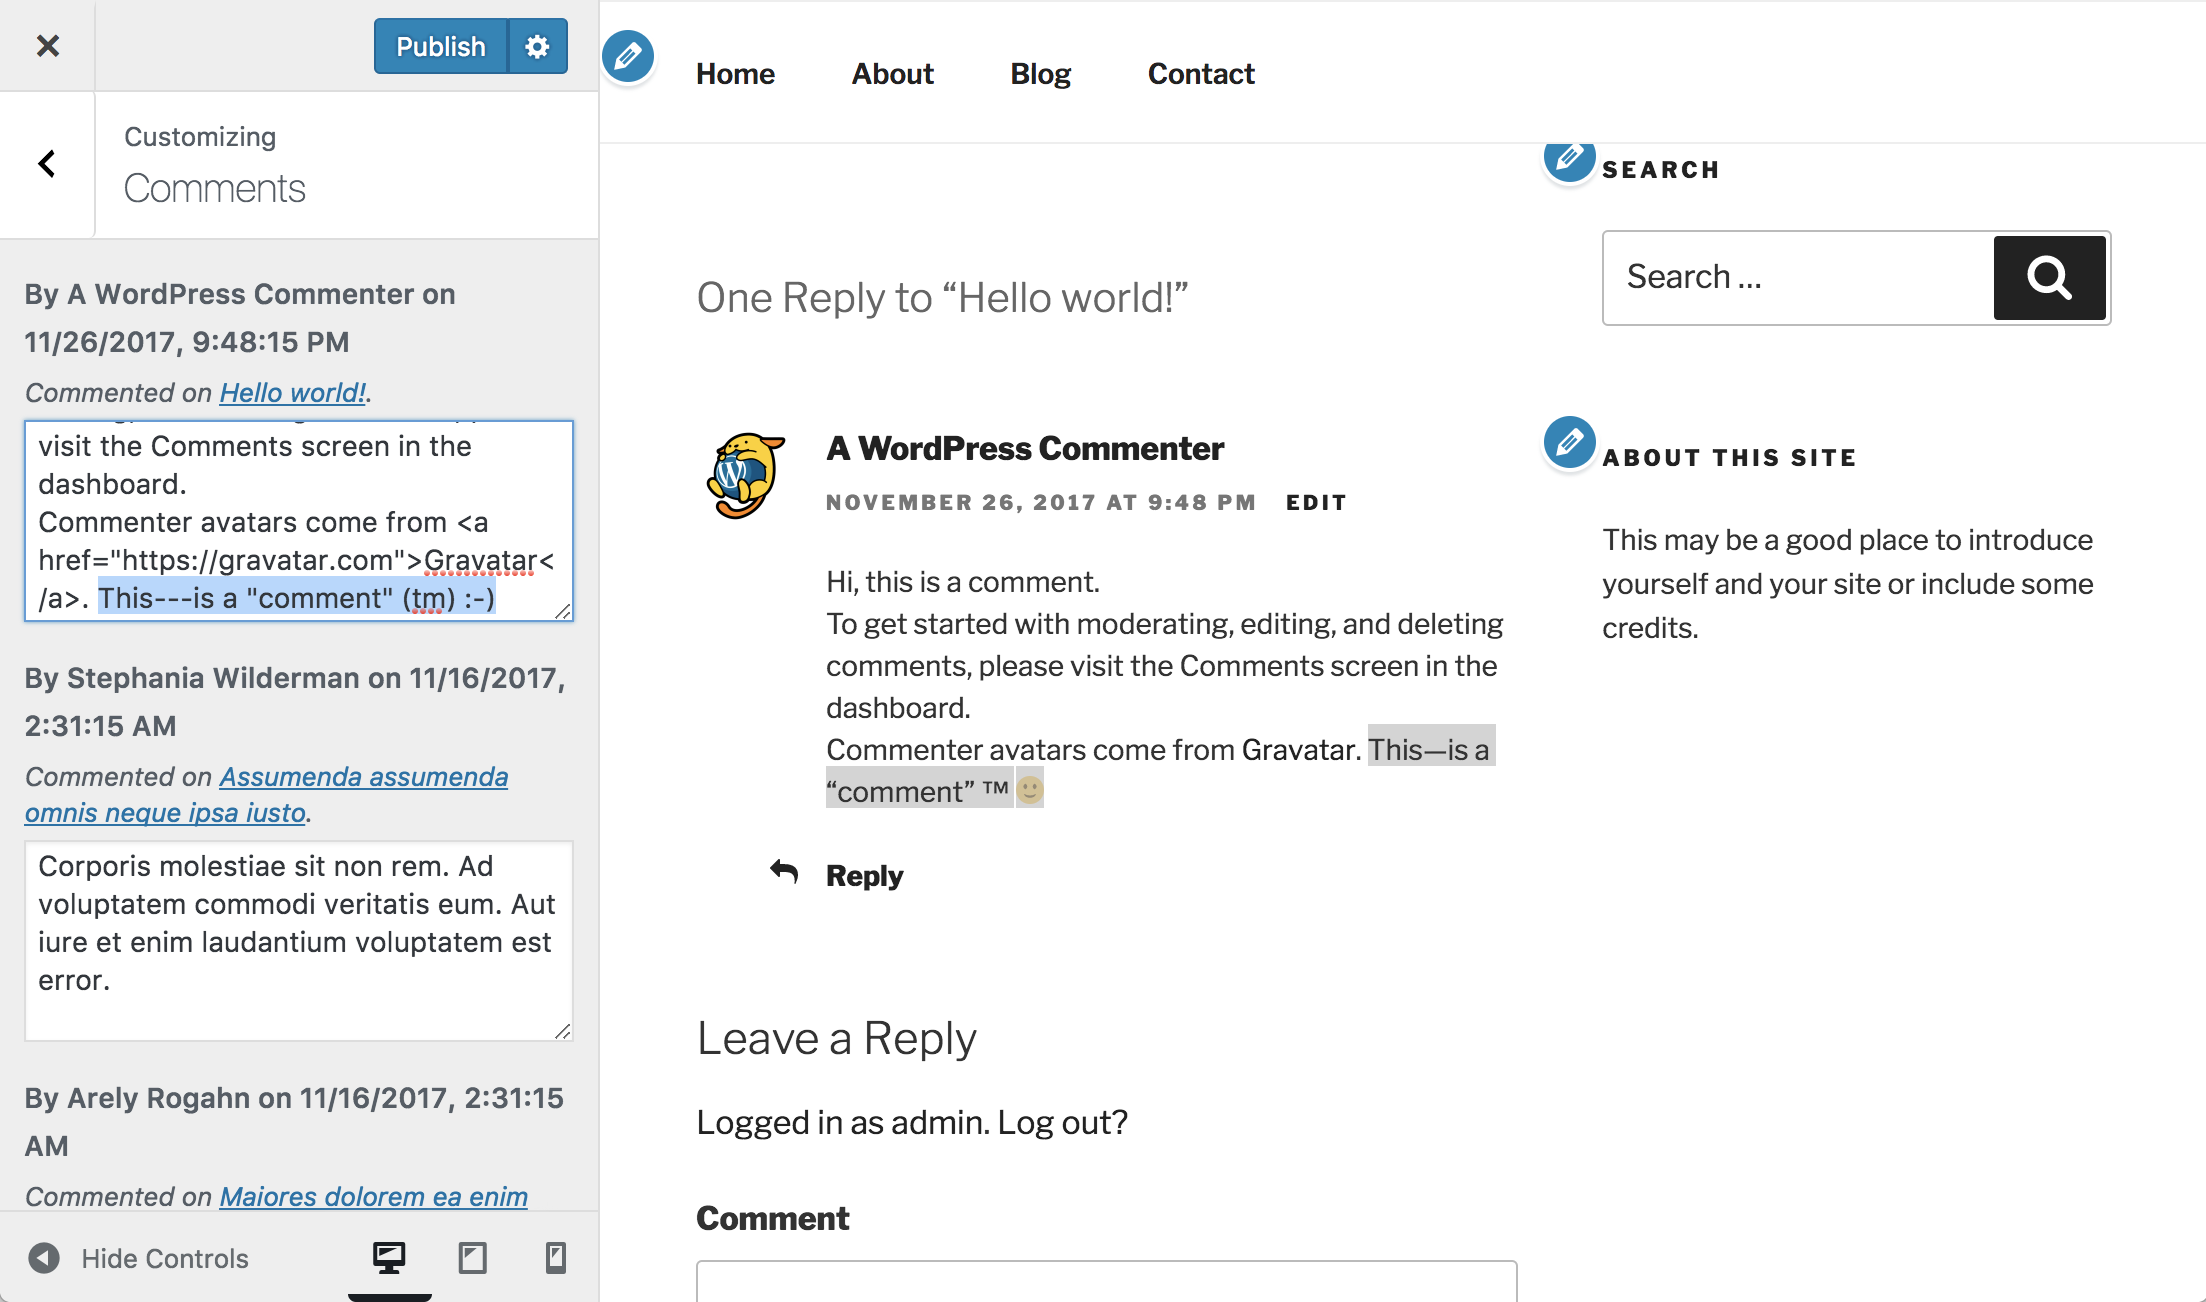 Publish
Customizing
Comments
By A WordPress Commenter on
11/26/2017, 9:48:15 PM
Commented on Hello world!.
visit the Comments screen in the
dashboard.
Commenter avatars come from <a
href="https://gravatar.com">Gravatar<
/a>. This---is a "comment" (tm) :-)
By Stephania Wilderman on 11/16/2017,
2:31:15 AM
Commented on Assumenda assumenda
omnis neque ipsa iusto.
Corporis molestiae sit non rem. Ad
voluptatem commodi veritatis eum. Aut
iure et enim laudantium voluptatem est
error.
By Arely Rogahn on 11/16/2017, 2:31:15
AM
Commented on Maiores dolorem ea enim
Hide Controls
Home About Blog Contact
One Reply to “Hello world!”
A WordPress Commenter
NOVEMBER 26, 2017 AT 9:48 PM EDIT
Hi, this is a comment.
To get started with moderating, editing, and deleting
comments, please visit the Comments screen in the
dashboard.
Commenter avatars come from Gravatar. This—is a
“comment” ™ 🙂
Reply
Leave a Reply
Logged in as admin. Log out?
Comment
SEARCH
Search ...
ABOUT THIS SITE
This may be a good place to introduce
yourself and your site or include some
credits.